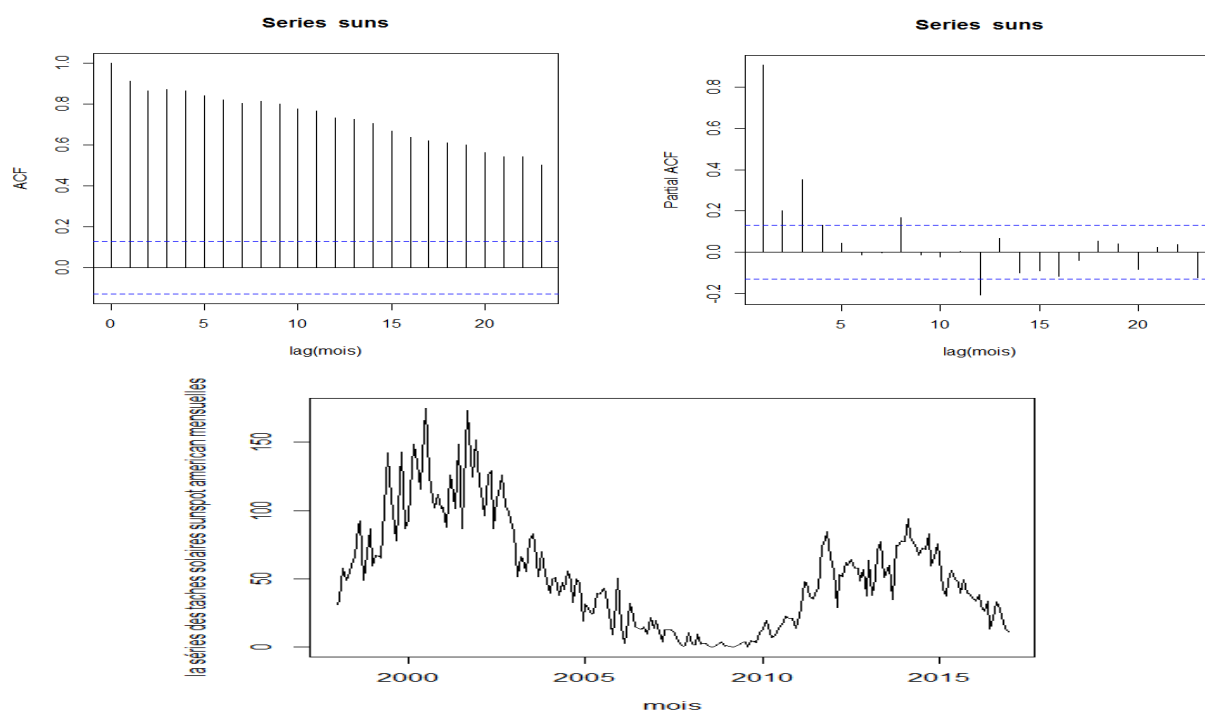 Series suns
ACF
0.0 0.2 0.4 0.6 0.8 1.0
0 5 10 15 20
lag(mois)
Series suns
Partial ACF
-0.2 0.0 0.2 0.4 0.6 0.8
5 10 15 20
lag(mois)
la séries des taches solaires sunspot american mensuelles
0 50 100 150
2000 2005 2010 2015
mois